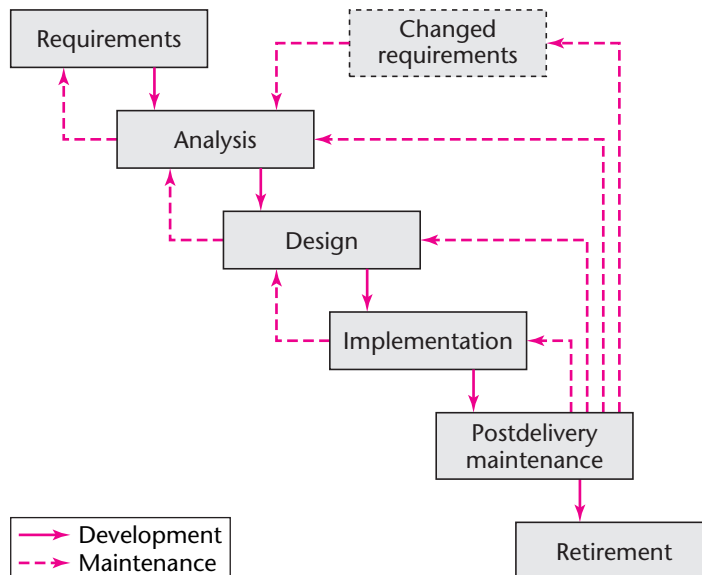 Requirements
Changed
requirements
Analysis
Design
Implementation
Postdelivery
maintenance
Retirement
Development
Maintenance